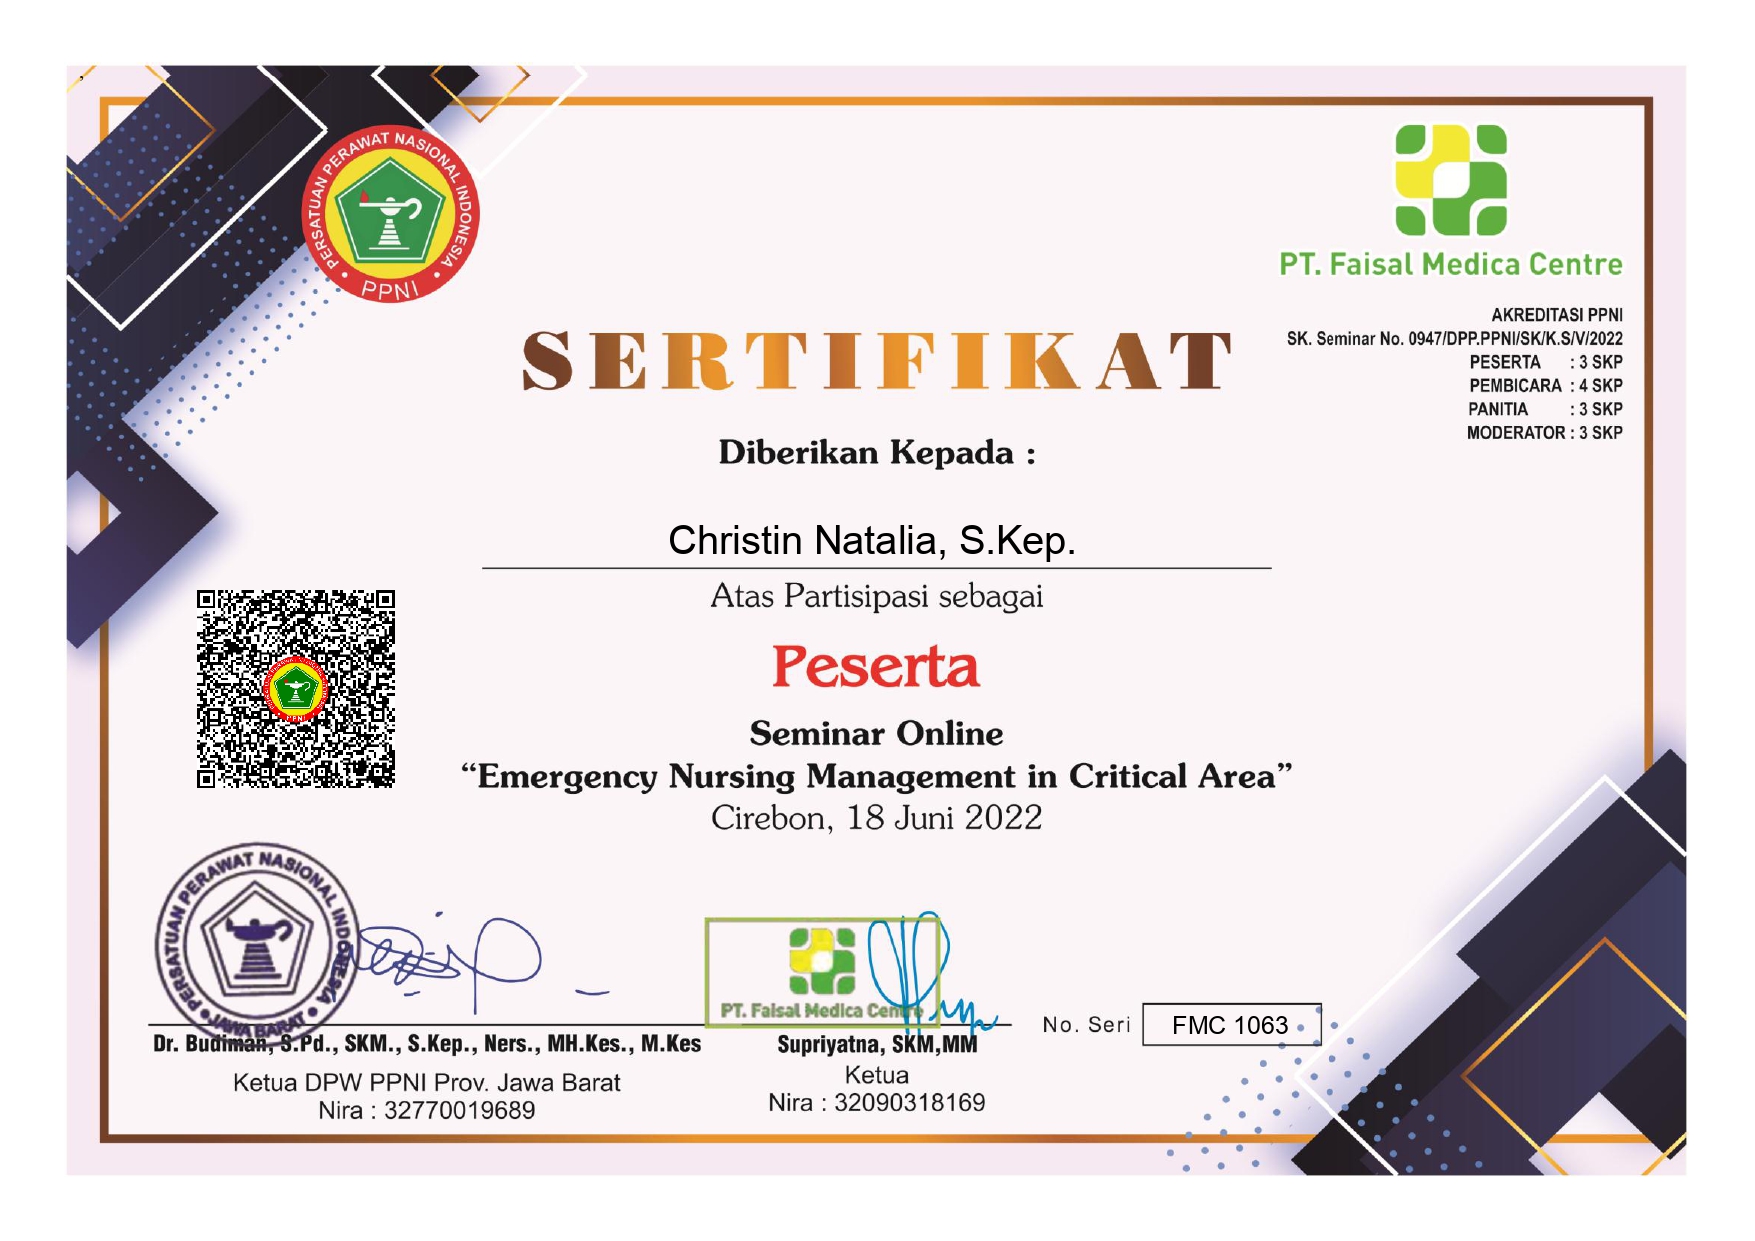 PERSATUAN PERAWAT NASIONAL INDONESIA
PPNI
PT. Faisal Medica Centre
AKREDITASI PPNI
SK. Seminar No. 0947/DPP.PPNI/SK/K.S/V/2022
PESERTA : 3 SKP
PEMBICARA : 4 SKP
PANITIA : 3 SKP
MODERATOR : 3 SKP
SERTIFIKAT
Diberikan Kepada :
Christin Natalia, S.Kep.
Atas Partisipasi sebagai
Peserta
Seminar Online
“Emergency Nursing Management in Critical Area”
Cirebon, 18 Juni 2022
PERSATUAN PERAWAT NASIONAL INDONESIA
JAWA BARAT
PT. Faisal Medica Centre
Dr. Budiman, S.Pd., SKM., S.Kep., Ners., MH.Kes., M.Kes
Ketua DPW PPNI Prov. Jawa Barat
Nira : 32770019689
Supriyatna, SKM,MM
Ketua
Nira : 32090318169
No. Seri FMC 1063